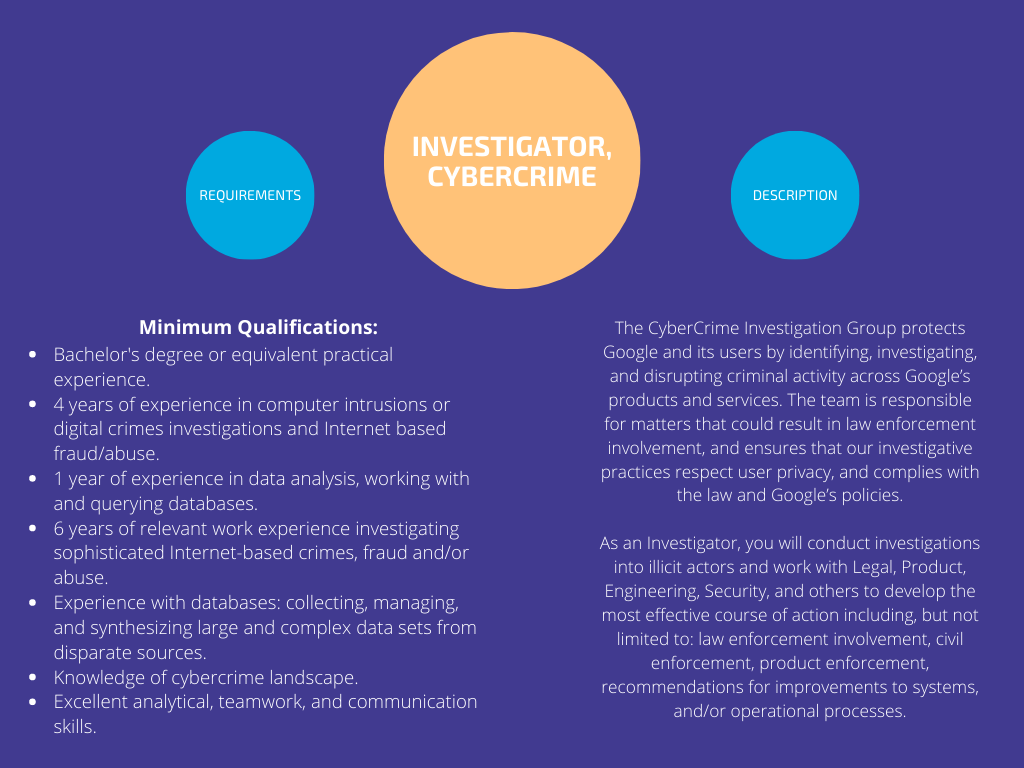 INVESTIGATOR,
CYBERCRIME
REQUIREMENTS
DESCRIPTION
Minimum Qualifications:
• Bachelor's degree or equivalent practical
experience.
• 4 years of experience in computer intrusions or
digital crimes investigations and Internet based
fraud/abuse.
• 1 year of experience in data analysis, working with
and querying databases.
• 6 years of relevant work experience investigating
sophisticated Internet-based crimes, fraud and/or
abuse.
• Experience with databases: collecting, managing,
and synthesizing large and complex data sets from
disparate sources.
• Knowledge of cybercrime landscape.
• Excellent analytical, teamwork, and communication
skills.
The CyberCrime Investigation Group protects
Google and its users by identifying, investigating,
and disrupting criminal activity across Google’s
products and services. The team is responsible
for matters that could result in law enforcement
involvement, and ensures that our investigative
practices respect user privacy, and complies with
the law and Google’s policies.
As an Investigator, you will conduct investigations
into illicit actors and work with Legal, Product,
Engineering, Security, and others to develop the
most effective course of action including, but not
limited to: law enforcement involvement, civil
enforcement, product enforcement,
recommendations for improvements to systems,
and/or operational processes.